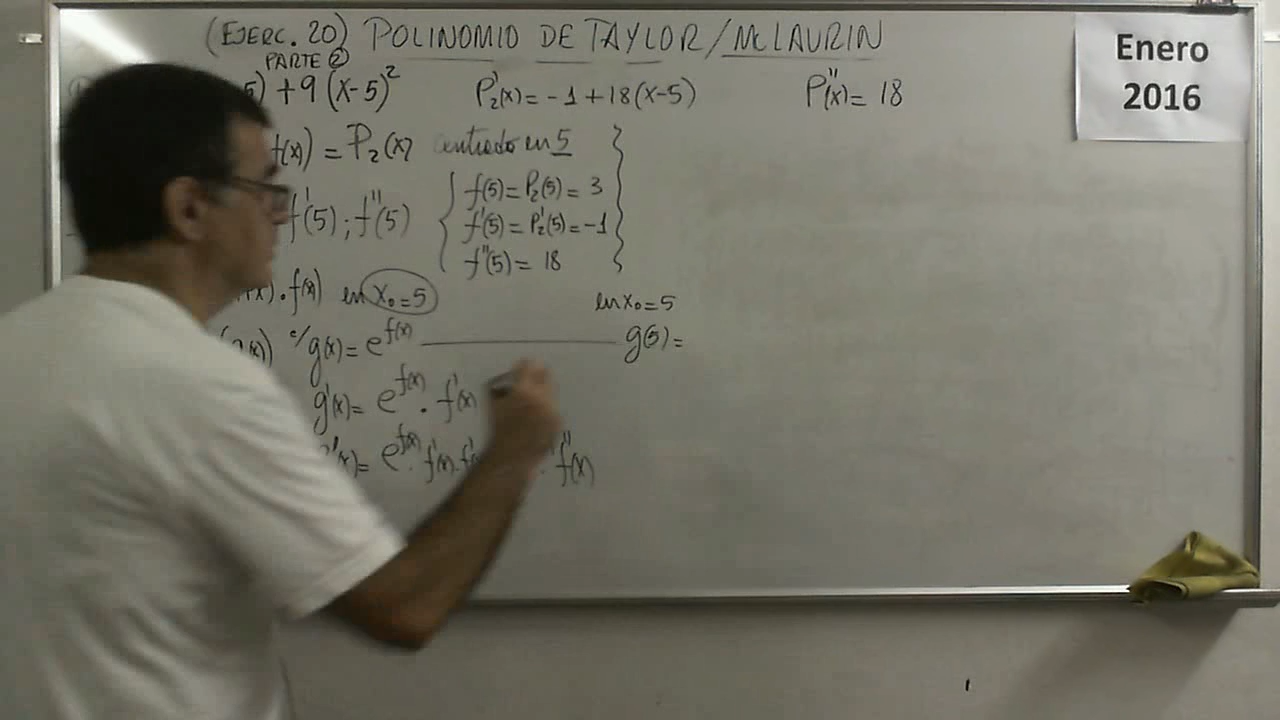 (EJERC. 20) POLINOMIO DE TAYLOR/MCLAURIN
PARTE ②
Enero
2016
5) + 9(x-5)² P₂'(x) = -1 + 18(x-5) P''(x) = 18
f(x) = P₂(x) centrado en 5
f(5) = P₂(5) = 3
f'(5); f''(5) f'(5) = P₂'(5) = -1
f''(5) = 18
(x).f(x) en x₀=5 en x₀=5
g(x)= e^f(x) g(5)=
g'(x)= e^f(x) . f'(x)
'(x)= e^f(x) . f'(x) . f' f''(x)